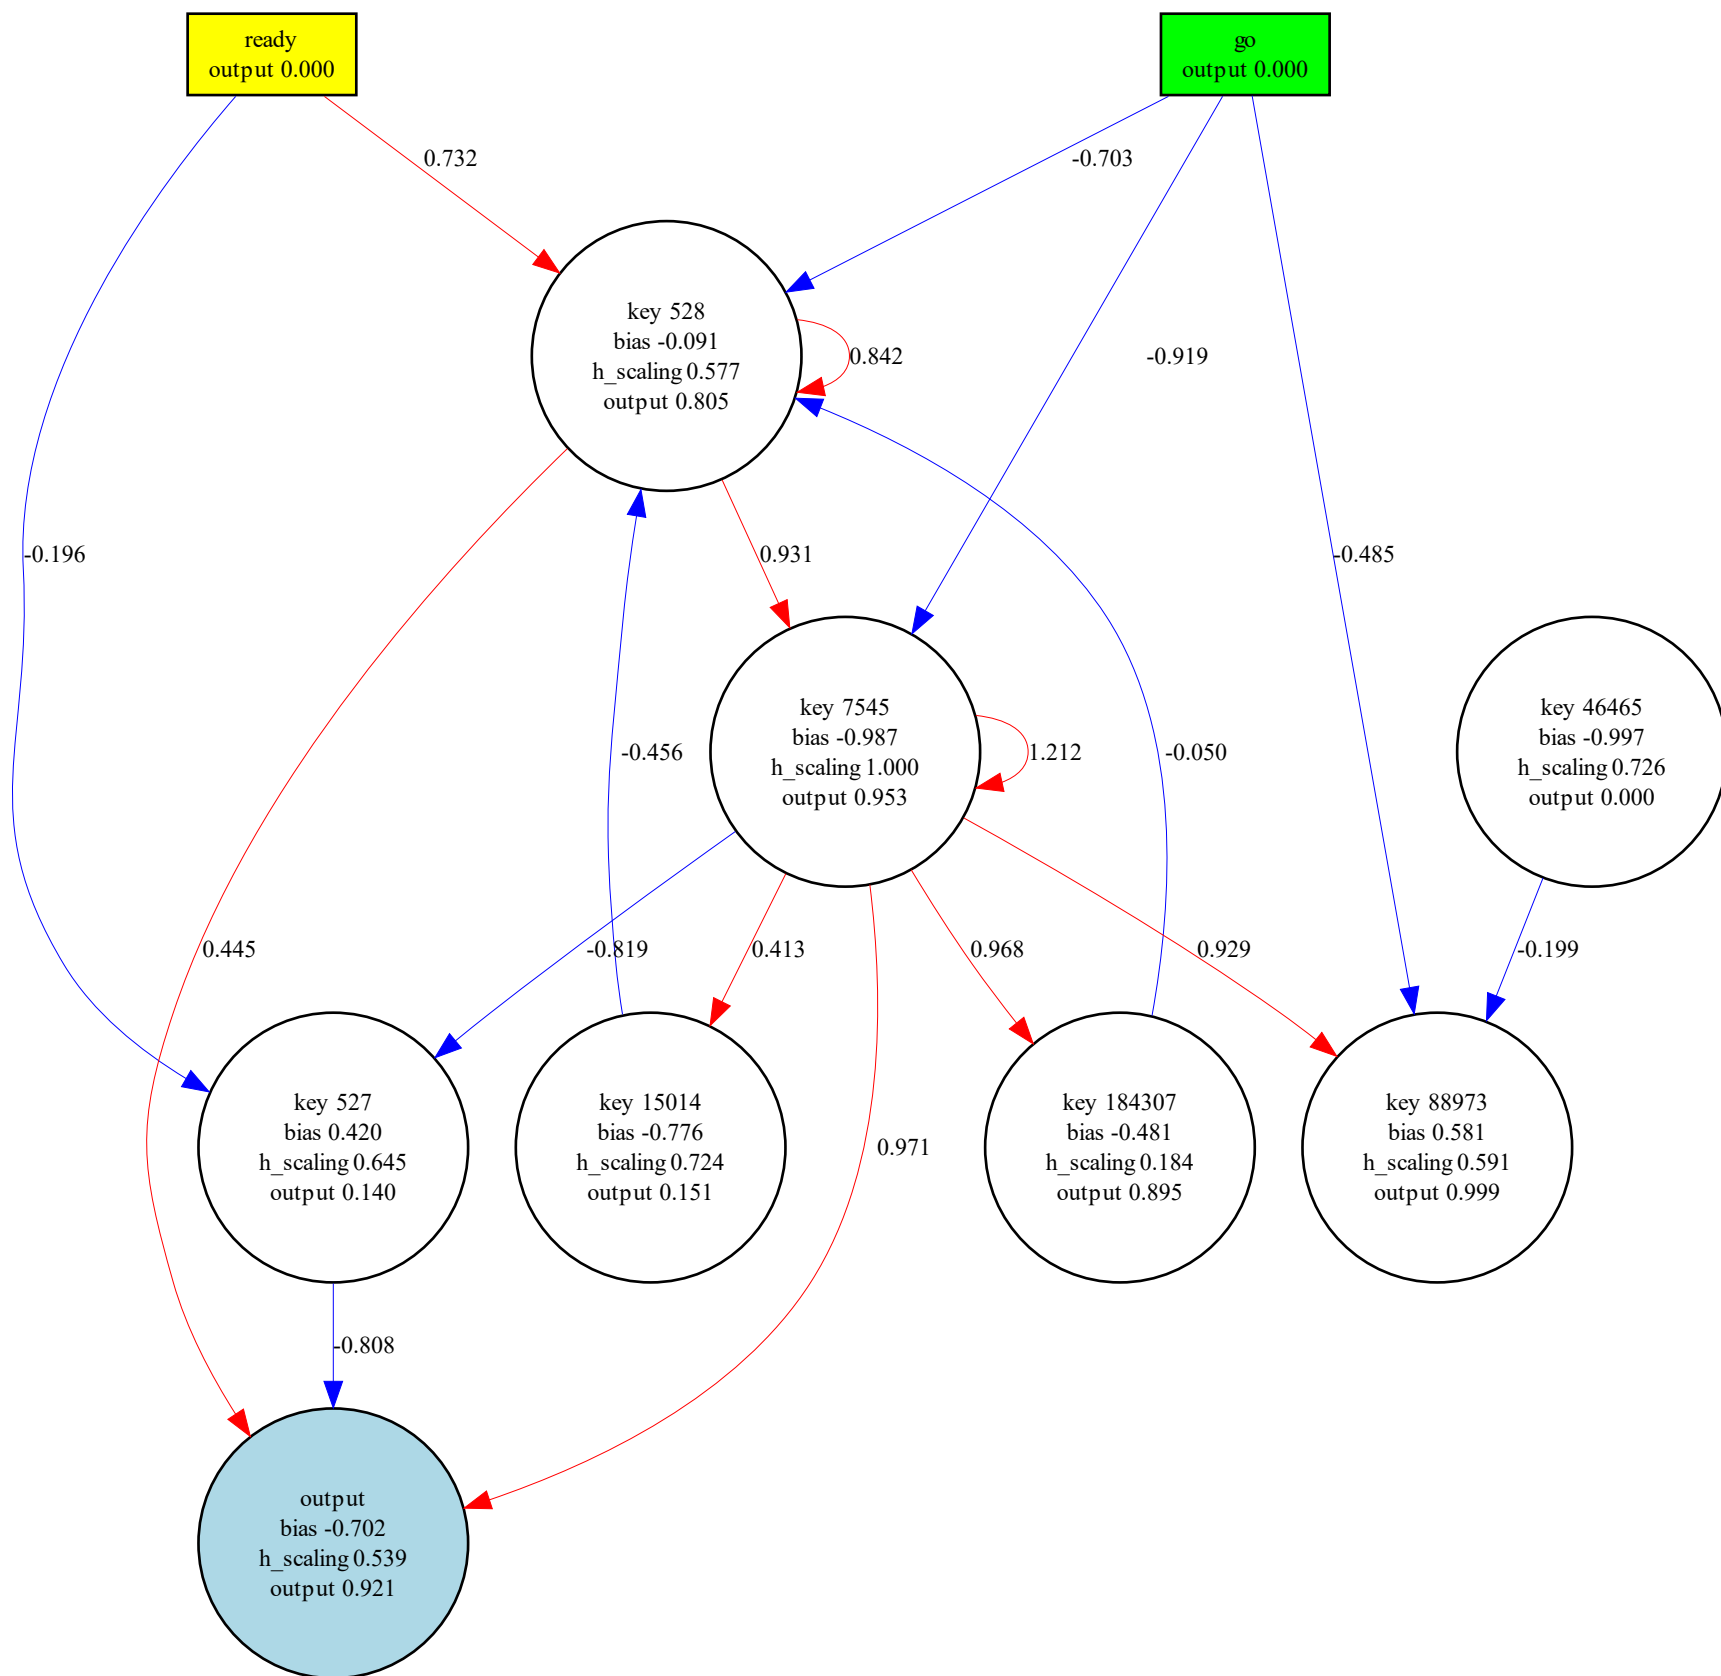 ready
output 0.000
go
output 0.000
0.732
-0.703
key 528
bias -0.091
h_scaling 0.577
output 0.805
0.842
-0.919
-0.196
0.931
-0.485
key 7545
bias -0.987
h_scaling 1.000
output 0.953
-0.456
1.212
-0.050
key 46465
bias -0.997
h_scaling 0.726
output 0.000
0.445
-0.819
0.413
0.968
0.929
-0.199
key 527
bias 0.420
h_scaling 0.645
output 0.140
key 15014
bias -0.776
h_scaling 0.724
output 0.151
0.971
key 184307
bias -0.481
h_scaling 0.184
output 0.895
key 88973
bias 0.581
h_scaling 0.591
output 0.999
-0.808
output
bias -0.702
h_scaling 0.539
output 0.921